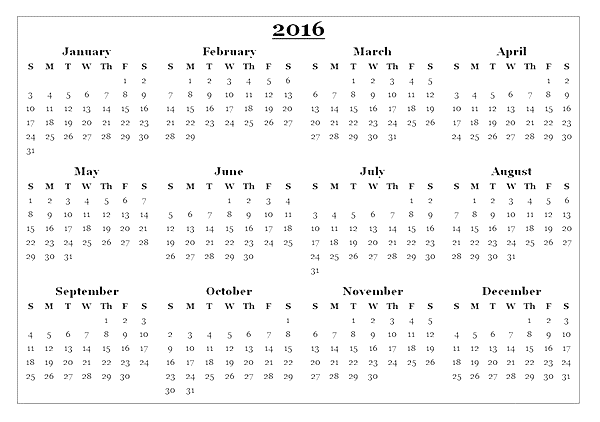 2016
January
S M T W Th F S
1 2
3 4 5 6 7 8 9
10 11 12 13 14 15 16
17 18 19 20 21 22 23
24 25 26 27 28 29 30
31
February
S M T W Th F S
1 2 3 4 5 6
7 8 9 10 11 12 13
14 15 16 17 18 19 20
21 22 23 24 25 26 27
28 29
March
S M T W Th F S
1 2 3 4 5
6 7 8 9 10 11 12
13 14 15 16 17 18 19
20 21 22 23 24 25 26
27 28 29 30 31
April
S M T W Th F S
1 2
3 4 5 6 7 8 9
10 11 12 13 14 15 16
17 18 19 20 21 22 23
24 25 26 27 28 29 30
May
S M T W Th F S
1 2 3 4 5 6 7
8 9 10 11 12 13 14
15 16 17 18 19 20 21
22 23 24 25 26 27 28
29 30 31
June
S M T W Th F S
1 2 3 4
5 6 7 8 9 10 11
12 13 14 15 16 17 18
19 20 21 22 23 24 25
26 27 28 29 30
July
S M T W Th F S
1 2
3 4 5 6 7 8 9
10 11 12 13 14 15 16
17 18 19 20 21 22 23
24 25 26 27 28 29 30
31
August
S M T W Th F S
1 2 3 4 5 6
7 8 9 10 11 12 13
14 15 16 17 18 19 20
21 22 23 24 25 26 27
28 29 30 31
September
S M T W Th F S
1 2 3
4 5 6 7 8 9 10
11 12 13 14 15 16 17
18 19 20 21 22 23 24
25 26 27 28 29 30
October
S M T W Th F S
1
2 3 4 5 6 7 8
9 10 11 12 13 14 15
16 17 18 19 20 21 22
23 24 25 26 27 28 29
30 31
November
S M T W Th F S
1 2 3 4 5
6 7 8 9 10 11 12
13 14 15 16 17 18 19
20 21 22 23 24 25 26
27 28 29 30
December
S M T W Th F S
1 2 3
4 5 6 7 8 9 10
11 12 13 14 15 16 17
18 19 20 21 22 23 24
25 26 27 28 29 30 31